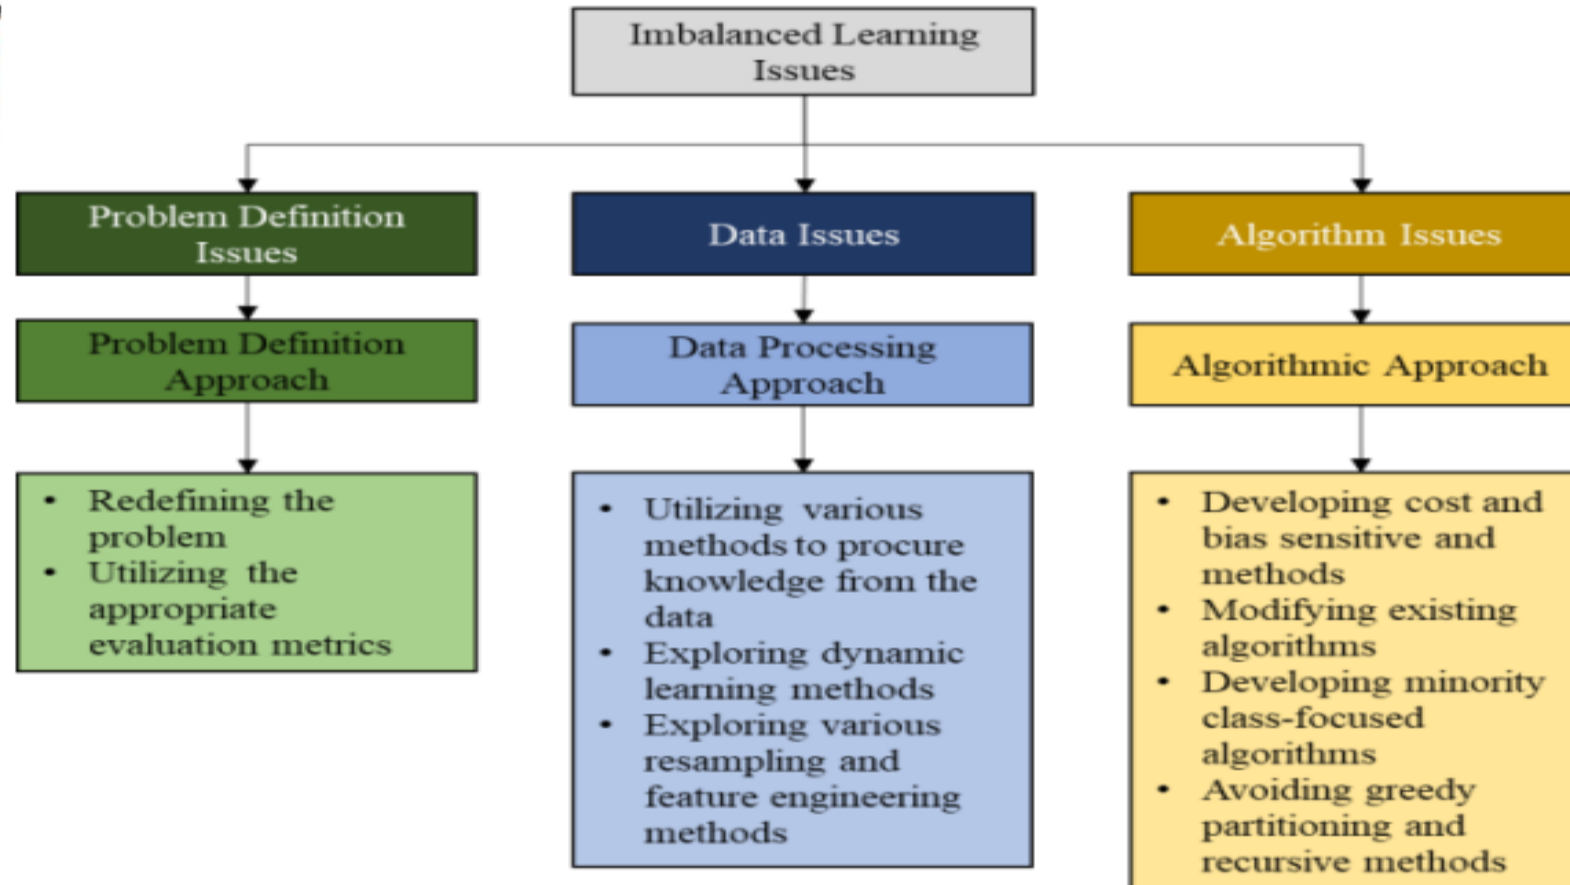 Imbalanced Learning
Issues
Problem Definition
Issues
Data Issues
Algorithm Issues
Problem Definition
Approach
Data Processing
Approach
Algorithmic Approach
• Redefining the
problem
• Utilizing the
appropriate
evaluation metrics
• Utilizing various
methods to procure
knowledge from the
data
• Exploring dynamic
learning methods
• Exploring various
resampling and
feature engineering
methods
• Developing cost and
bias sensitive and
methods
• Modifying existing
algorithms
• Developing minority
class-focused
algorithms
• Avoiding greedy
partitioning and
recursive methods